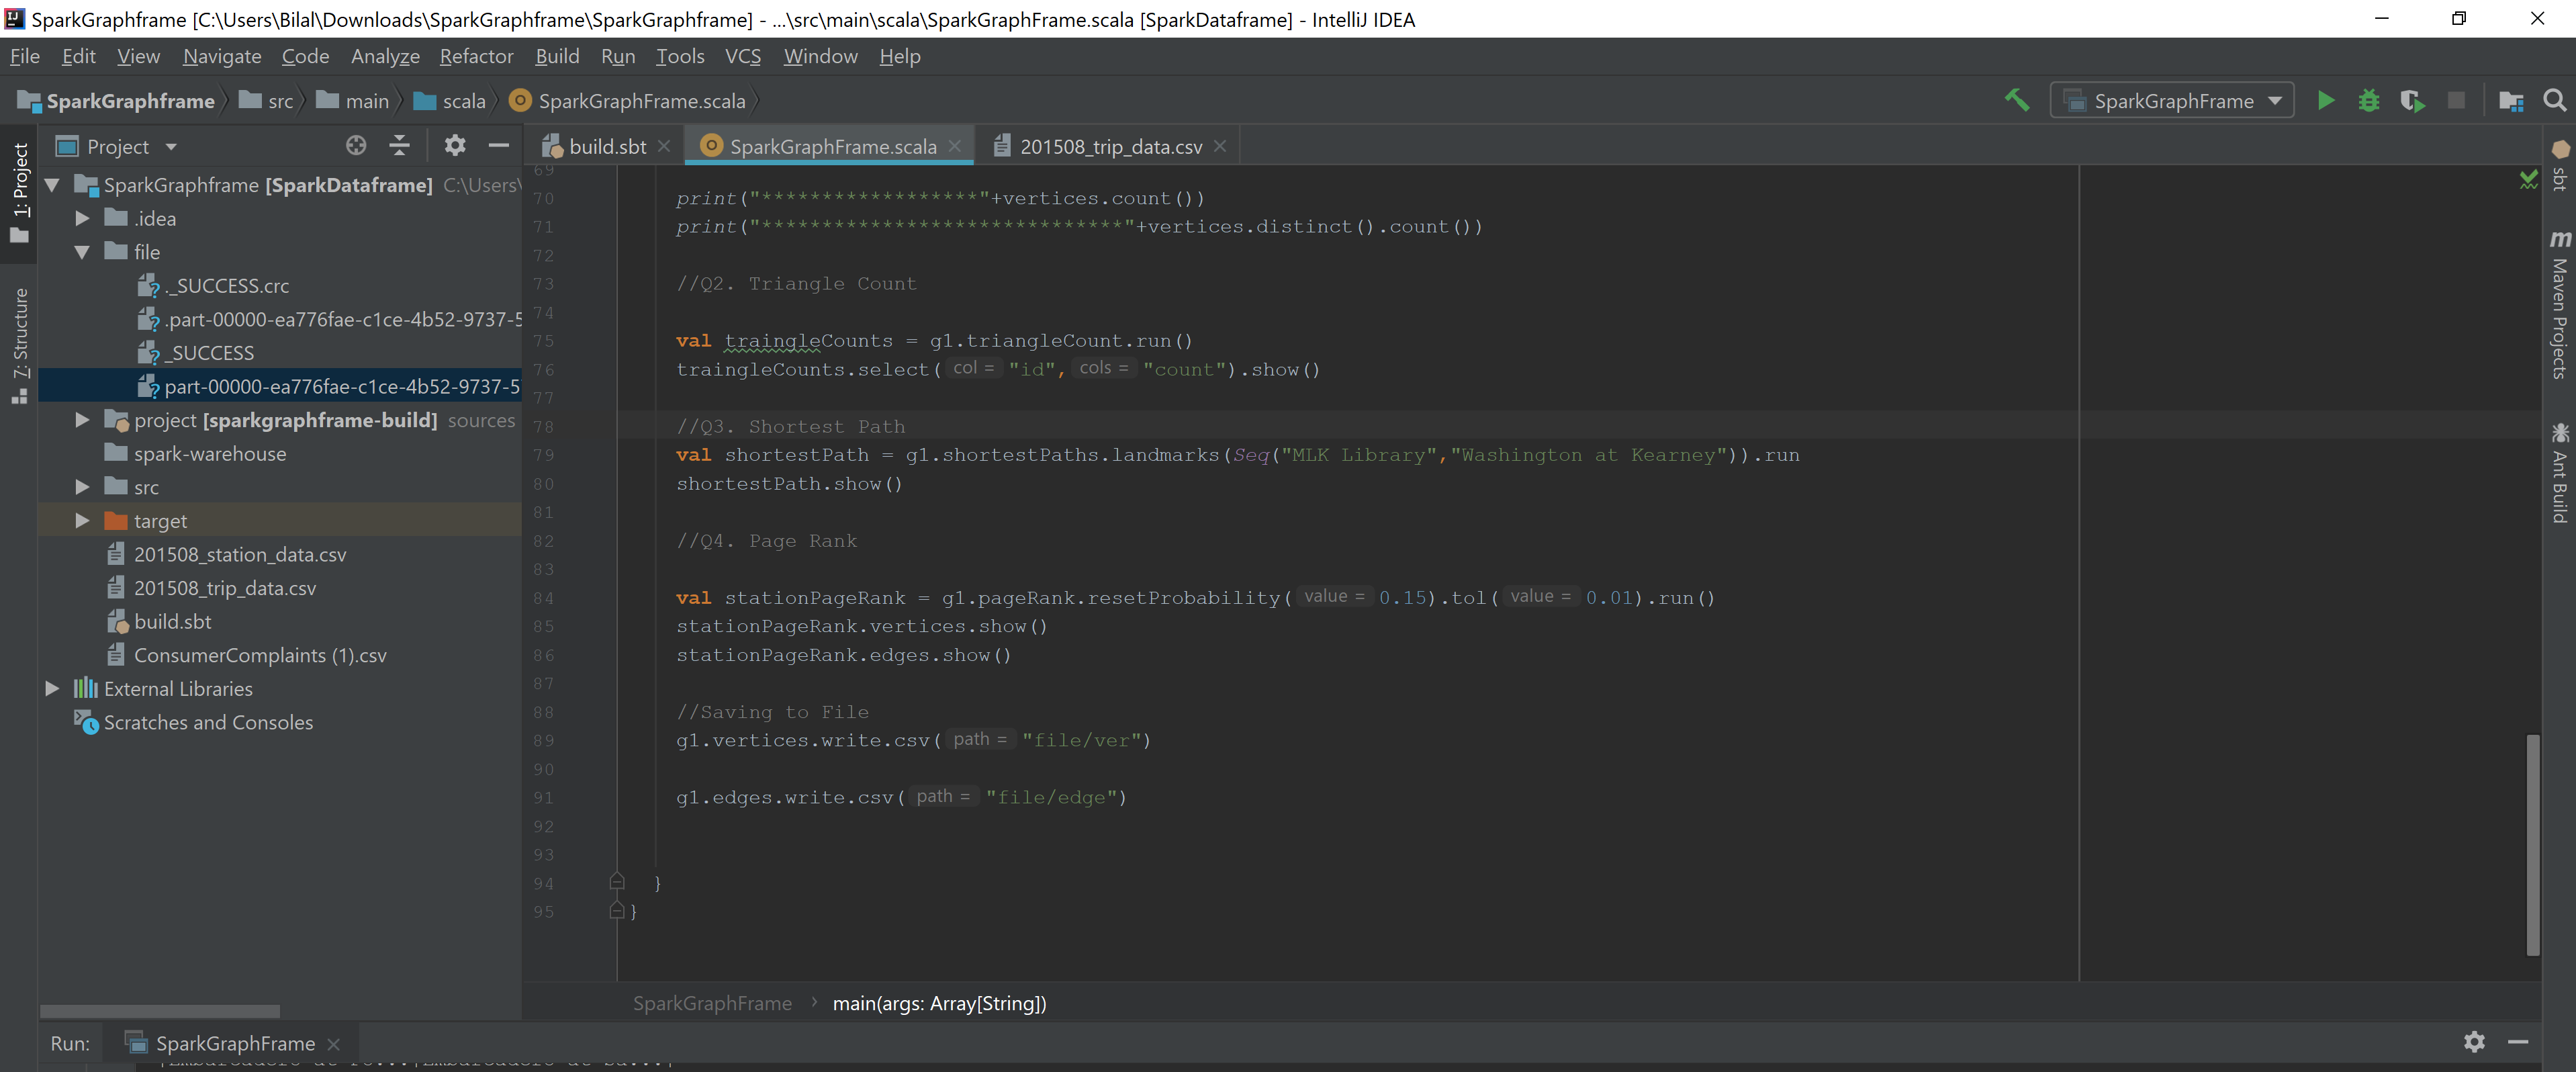 SparkGraphframe [C:\Users\Bilal\Downloads\SparkGraphframe\SparkGraphframe] - ...\src\main\scala\SparkGraphFrame.scala [SparkDataframe] - IntelliJ IDEA
File Edit View Navigate Code Analyze Refactor Build Run Tools VCS Window Help
SparkGraphframe src main scala SparkGraphFrame.scala SparkGraphFrame
1: Project
7: Structure
Project
SparkGraphframe [SparkDataframe] C:\Users\
.idea
file
._SUCCESS.crc
.part-00000-ea776fae-c1ce-4b52-9737-5
_SUCCESS
part-00000-ea776fae-c1ce-4b52-9737-5
project [sparkgraphframe-build] sources
spark-warehouse
src
target
201508_station_data.csv
201508_trip_data.csv
build.sbt
ConsumerComplaints (1).csv
External Libraries
Scratches and Consoles
build.sbt SparkGraphFrame.scala 201508_trip_data.csv
69
70 print("******************"+vertices.count())
71 print("******************************"+vertices.distinct().count())
72
73 //Q2. Triangle Count
74
75 val traingleCounts = g1.triangleCount.run()
76 traingleCounts.select( col = "id", cols = "count").show()
77
78 //Q3. Shortest Path
79 val shortestPath = g1.shortestPaths.landmarks(Seq("MLK Library","Washington at Kearney")).run
80 shortestPath.show()
81
82 //Q4. Page Rank
83
84 val stationPageRank = g1.pageRank.resetProbability( value = 0.15).tol( value = 0.01).run()
85 stationPageRank.vertices.show()
86 stationPageRank.edges.show()
87
88 //Saving to File
89 g1.vertices.write.csv( path = "file/ver")
90
91 g1.edges.write.csv( path = "file/edge")
92
93
94 }
95 }
SparkGraphFrame › main(args: Array[String])
sbt
m Maven Projects
Ant Build
Run: SparkGraphFrame